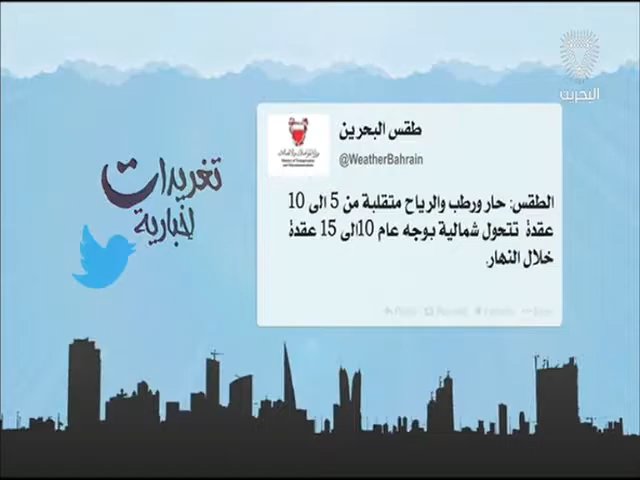 البحرين
تغريدات
إخبارية
طقس البحرين
@WeatherBahrain
الطقس: حار ورطب والرياح متقلبة من 5 الى 10
عقدة تتحول شمالية بوجه عام 10الى 15 عقدة
خلال النهار.